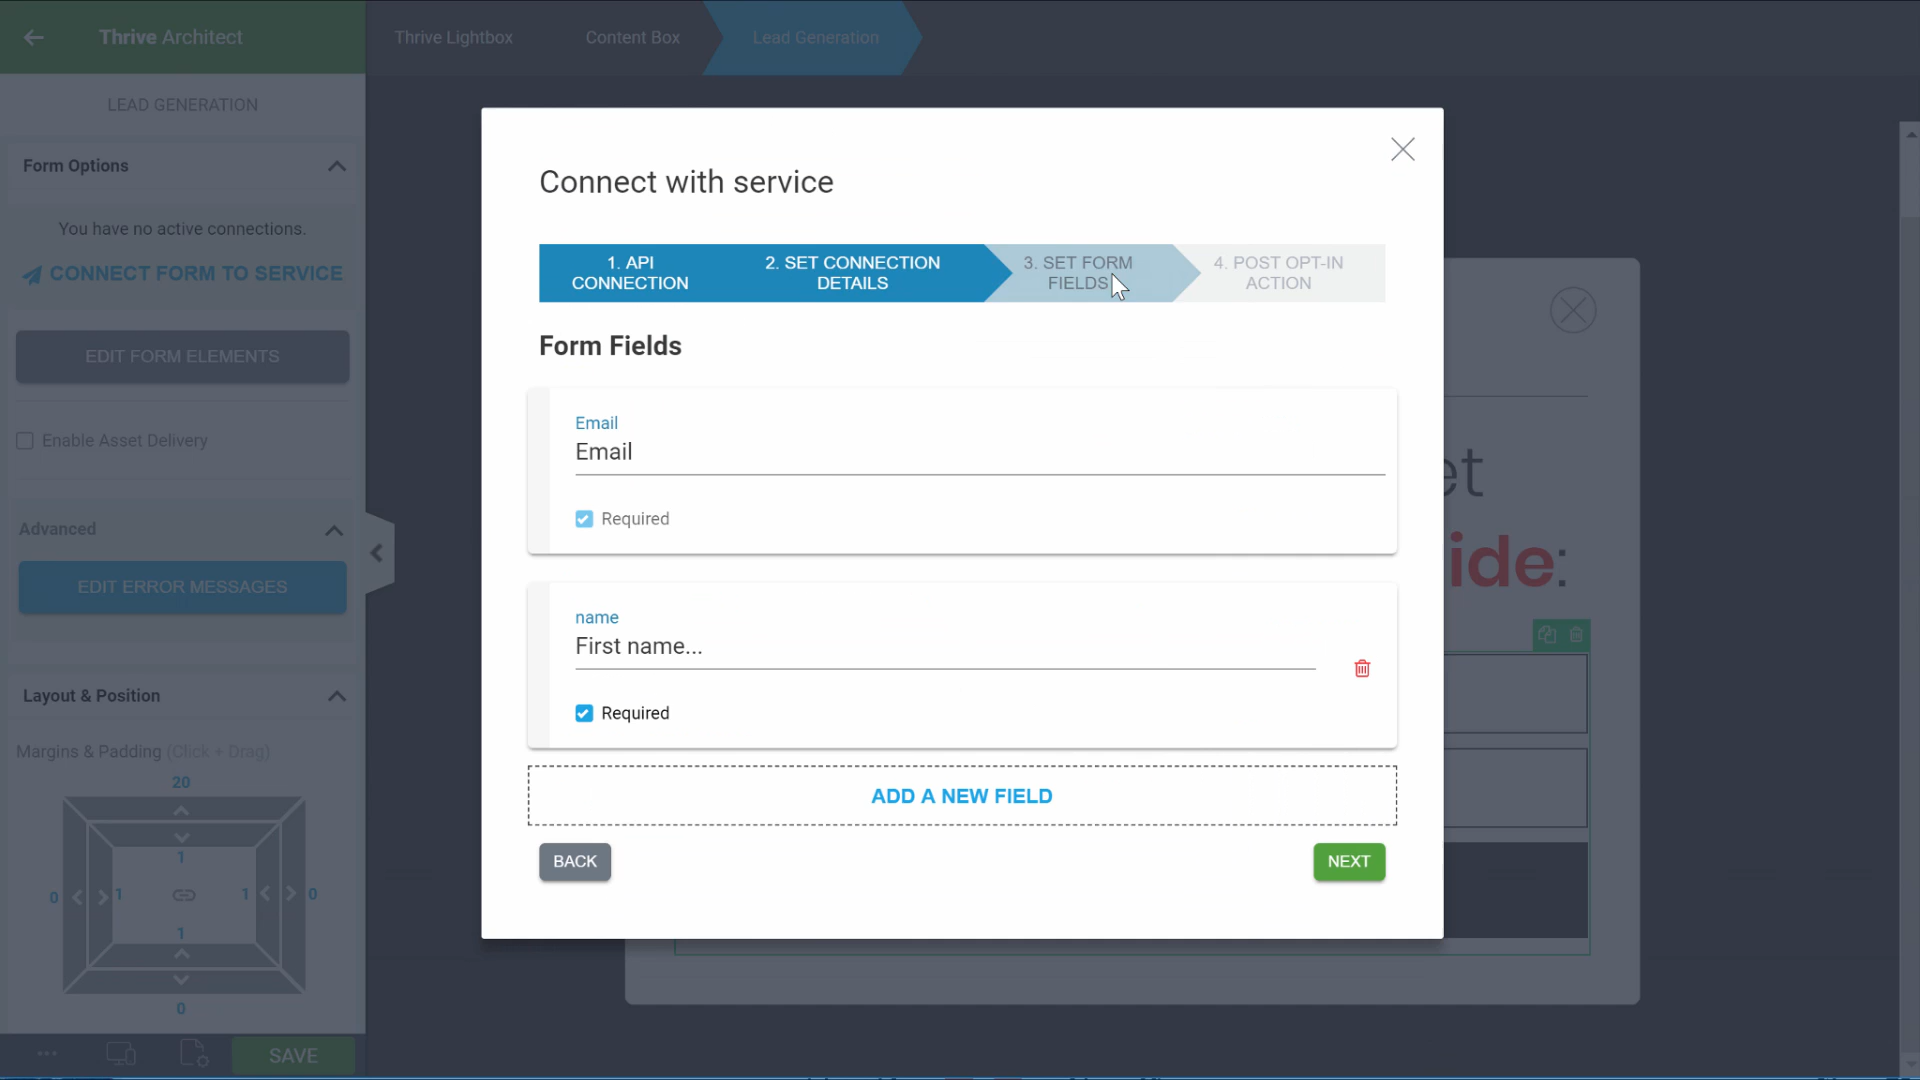 Thrive Architect
Thrive Lightbox
Content Box
Lead Generation
LEAD GENERATION
Form Options
You have no active connections.
CONNECT FORM TO SERVICE
EDIT FORM ELEMENTS
Enable Asset Delivery
Advanced
EDIT ERROR MESSAGES
Layout & Position
Margins & Padding (Click + Drag)
20
1
0 1 1 0
1
0
SAVE
Connect with service
1. API
CONNECTION
2. SET CONNECTION
DETAILS
3. SET FORM
FIELDS
4. POST OPT-IN
ACTION
Form Fields
Email
Email
Required
name
First name...
Required
ADD A NEW FIELD
BACK
NEXT
et
ide: